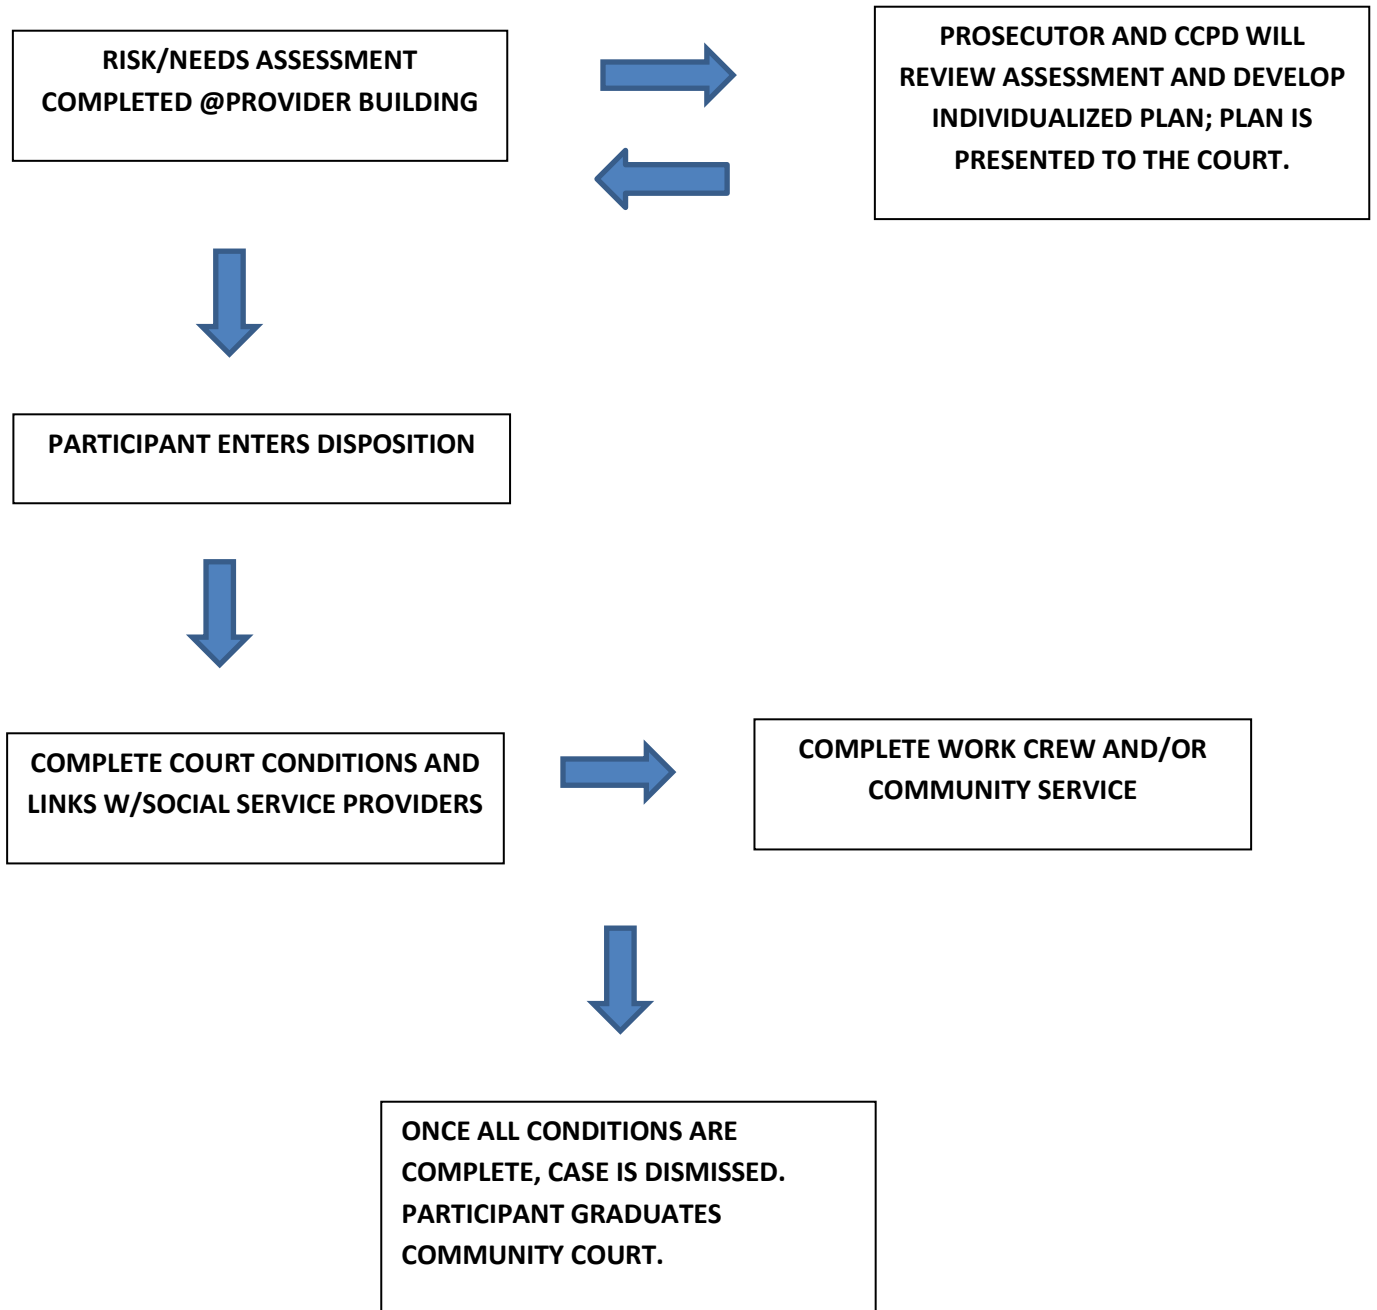 RISK/NEEDS ASSESSMENT
COMPLETED @PROVIDER BUILDING
PROSECUTOR AND CCPD WILL
REVIEW ASSESSMENT AND DEVELOP
INDIVIDUALIZED PLAN; PLAN IS
PRESENTED TO THE COURT.
PARTICIPANT ENTERS DISPOSITION
COMPLETE COURT CONDITIONS AND
LINKS W/SOCIAL SERVICE PROVIDERS
COMPLETE WORK CREW AND/OR
COMMUNITY SERVICE
ONCE ALL CONDITIONS ARE
COMPLETE, CASE IS DISMISSED.
PARTICIPANT GRADUATES
COMMUNITY COURT.